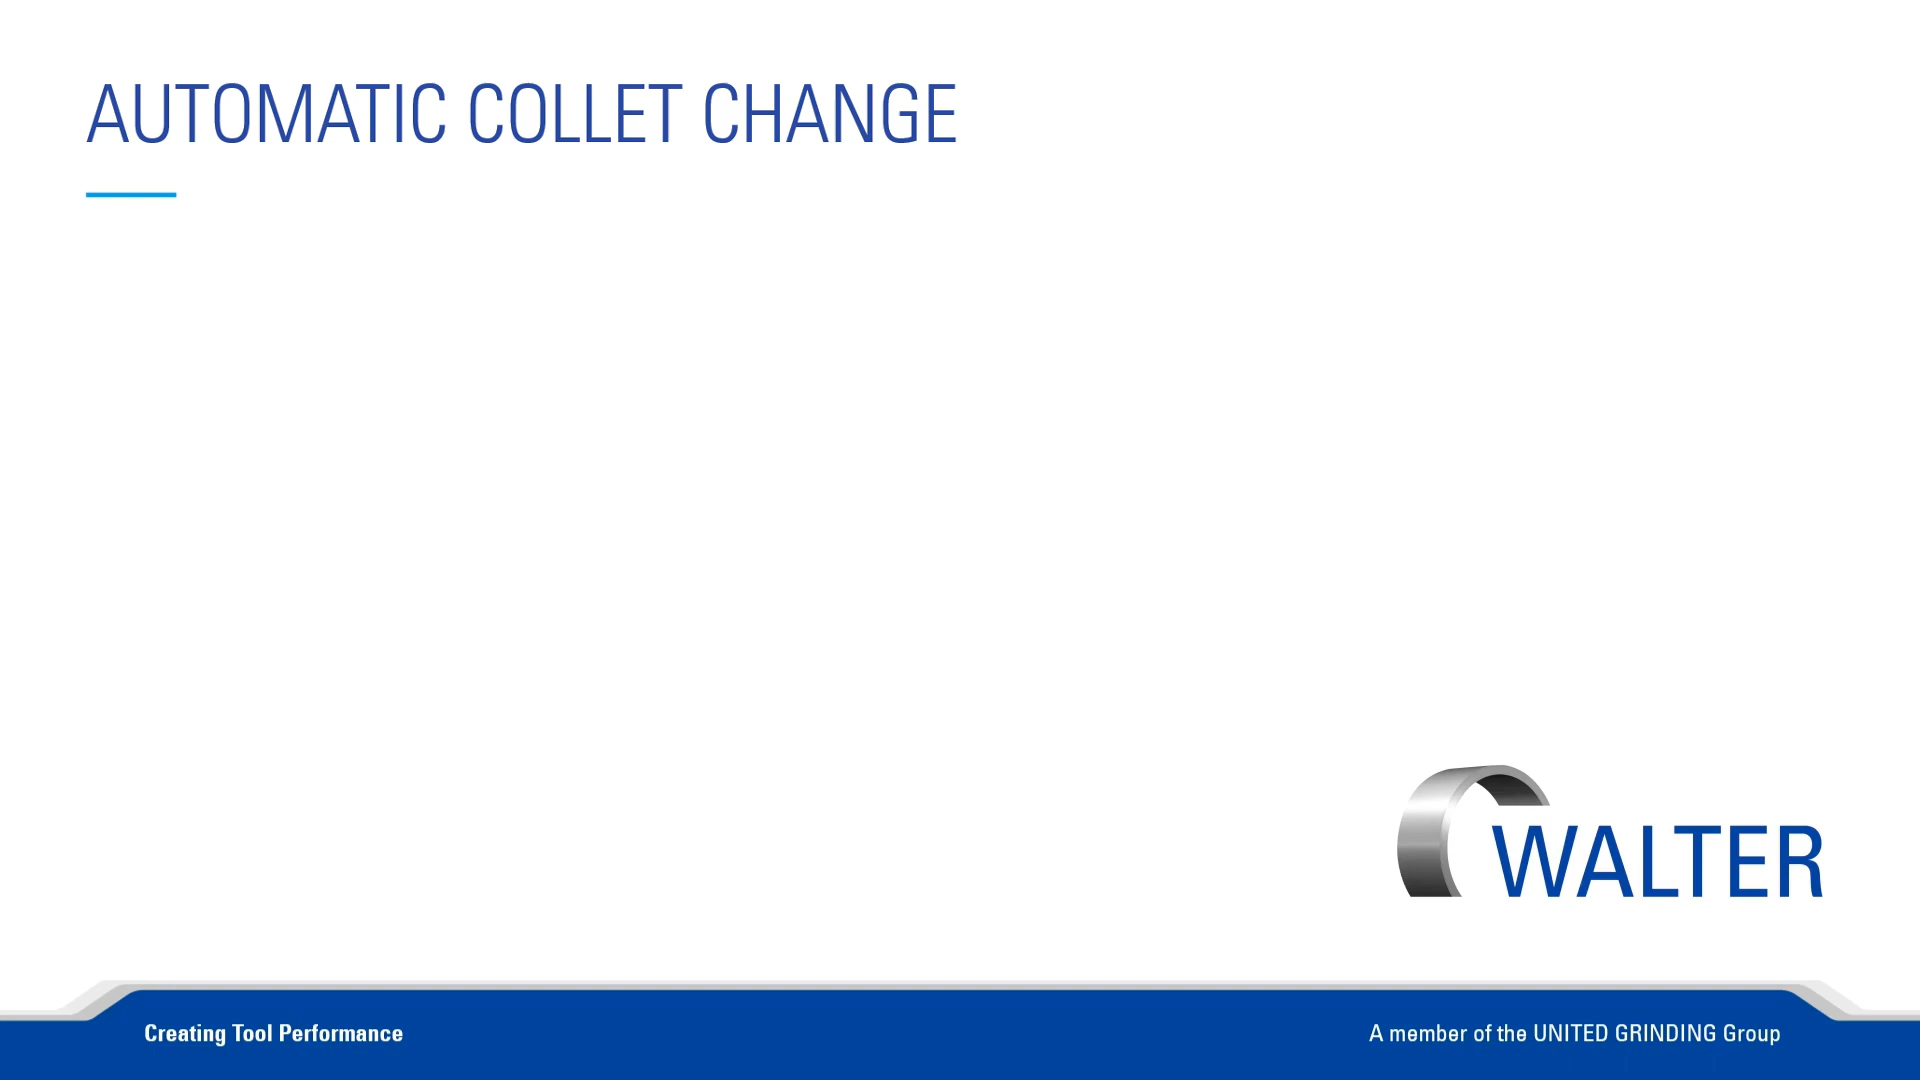 AUTOMATIC COLLET CHANGE
WALTER
Creating Tool Performance
A member of the UNITED GRINDING Group